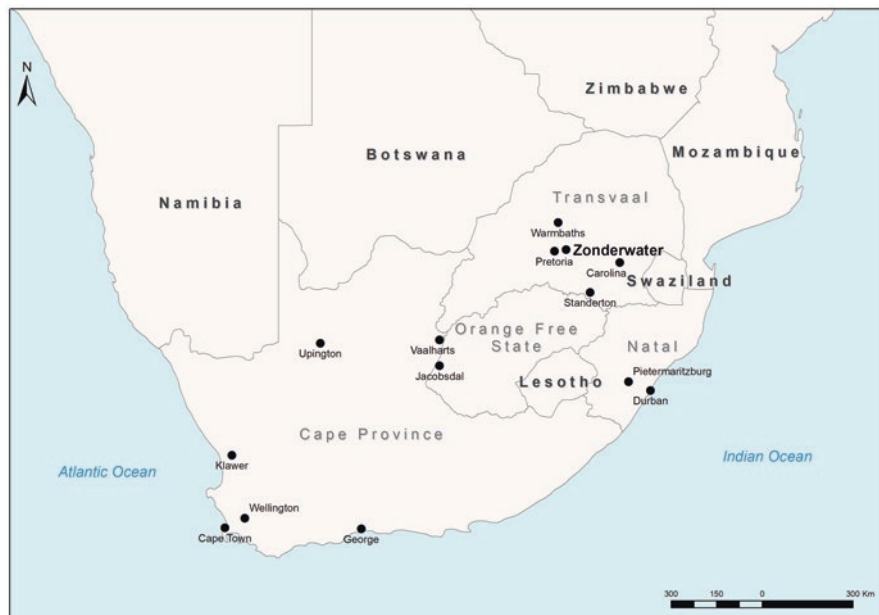 N
Zimbabwe
Botswana
Mozambique
Namibia
Transvaal
Warmbaths
Zonderwater
Pretoria
Carolina
Swaziland
Standerton
Orange Free
State
Vaalharts
Upington
Natal
Jacobsdal
Lesotho
Pietermaritzburg
Durban
Cape Province
Klawer
Atlantic Ocean
Indian Ocean
Wellington
Cape Town
George
300 150 0 300 Km